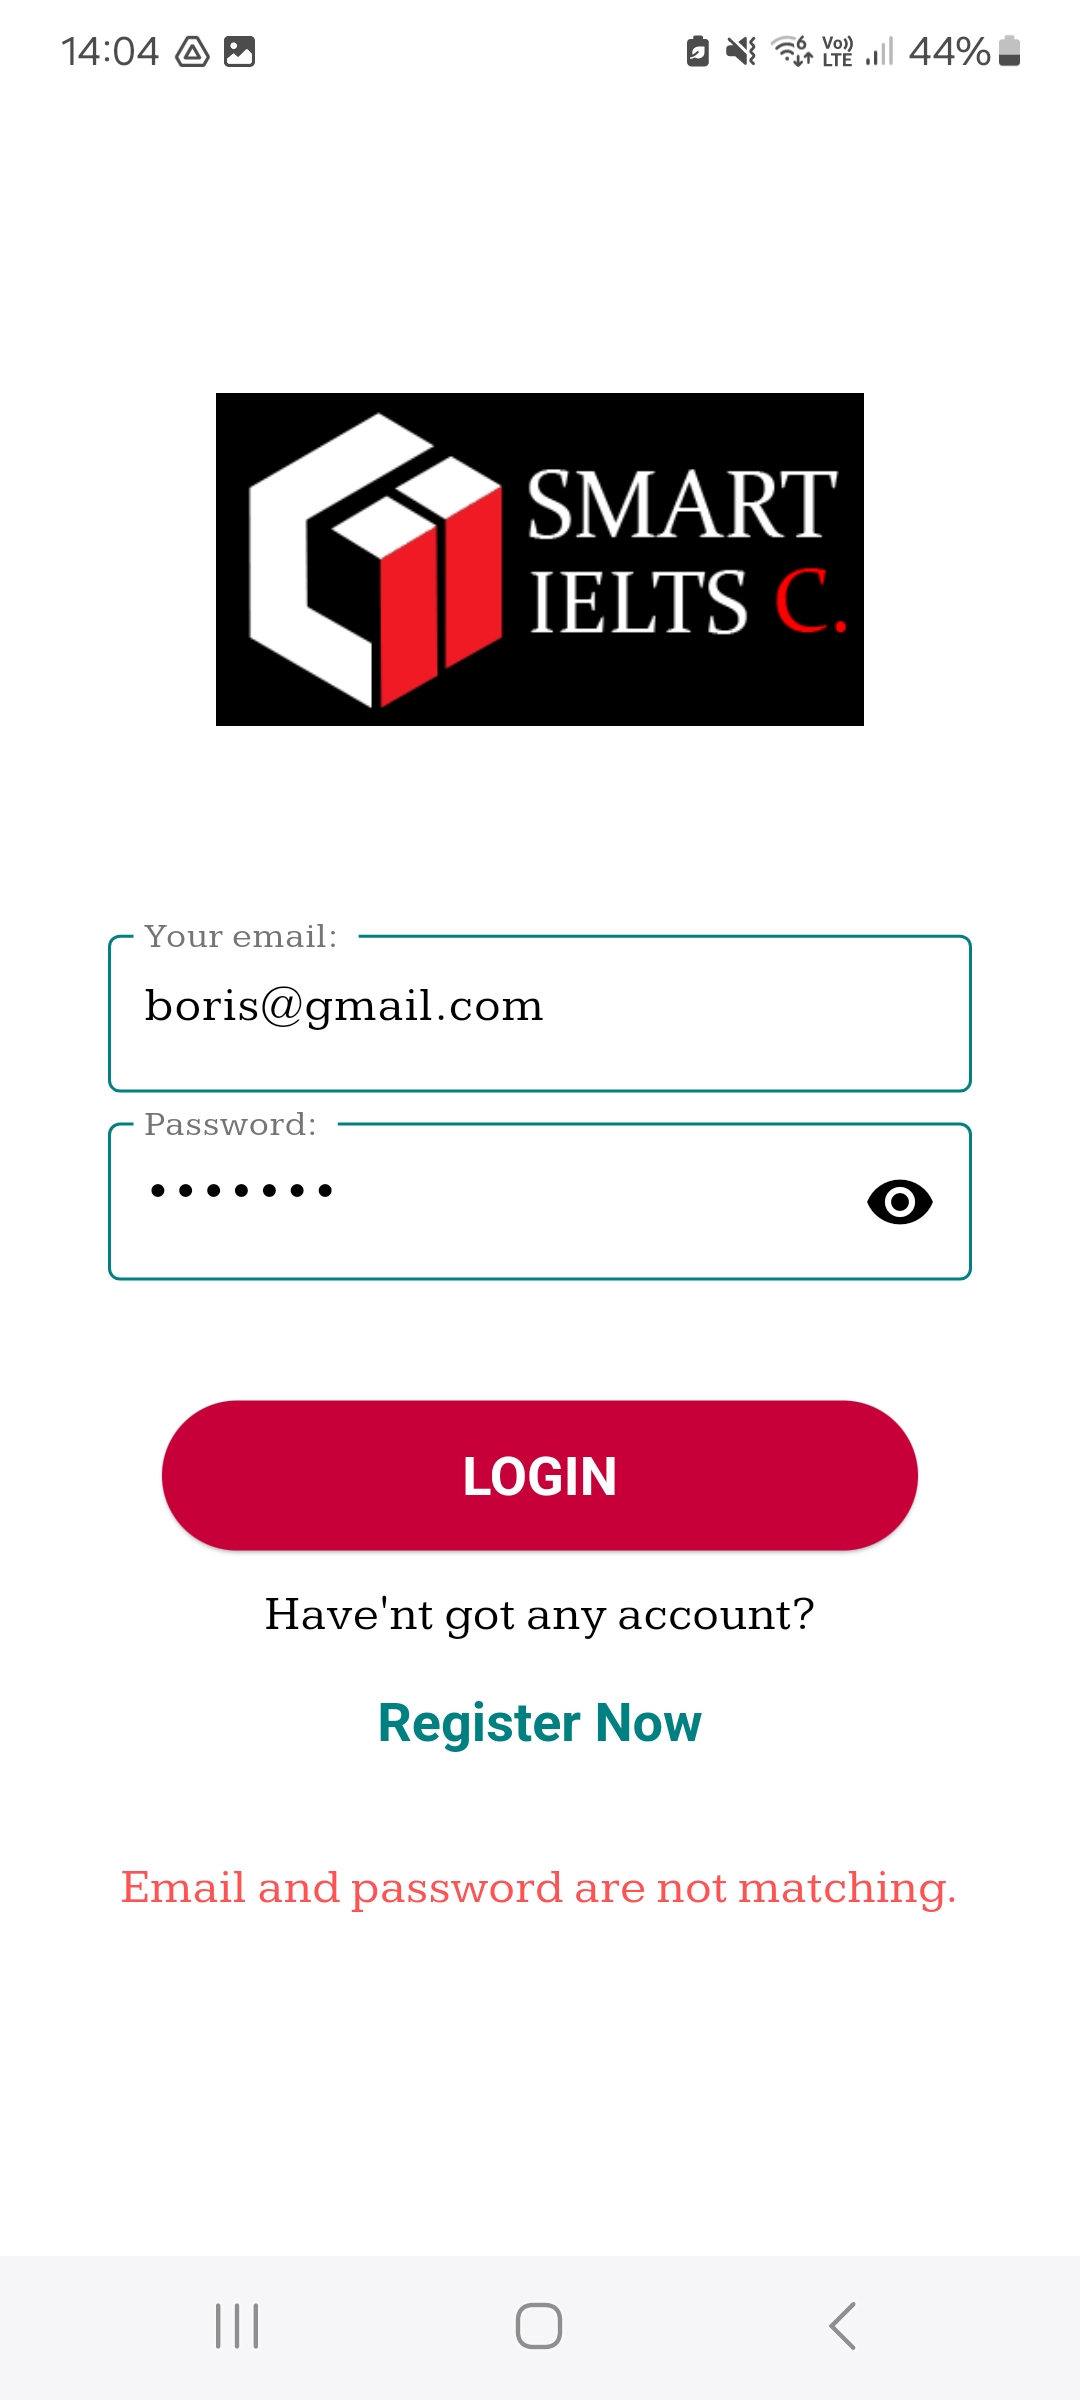 14:04
6
Vo))
LTE
44%
SMART
IELTS C.
Your email:
boris@gmail.com
Password:
•••••••
LOGIN
Have'nt got any account?
Register Now
Email and password are not matching.